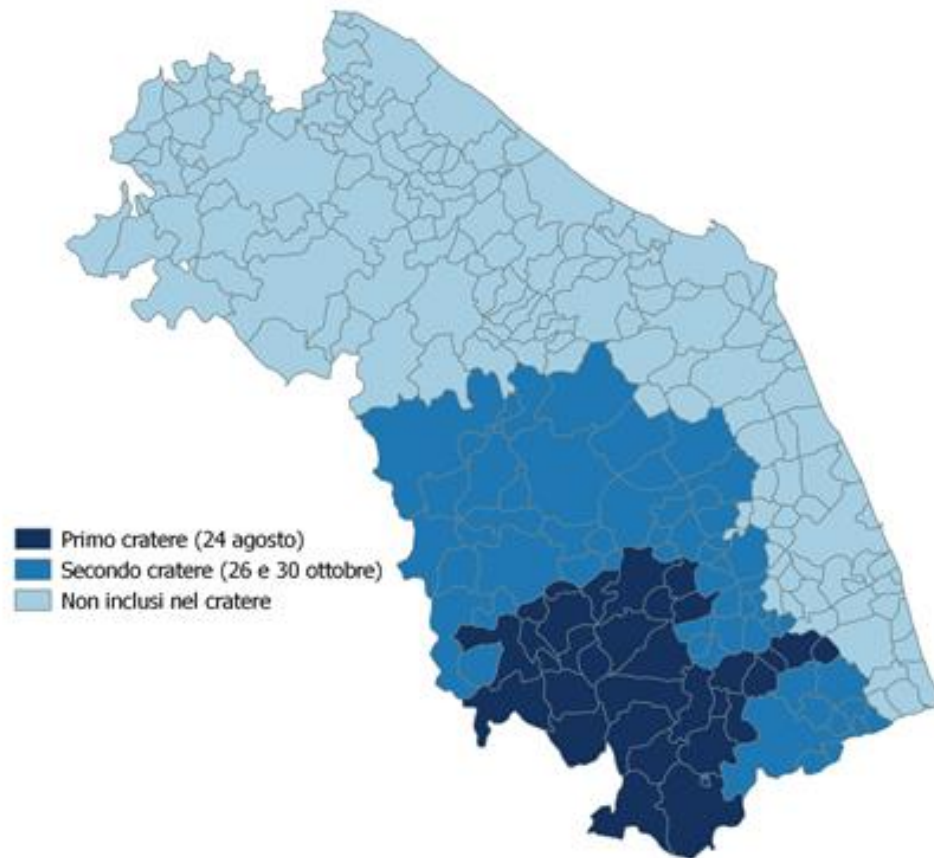 Primo cratere (24 agosto)
Secondo cratere (26 e 30 ottobre)
Non inclusi nel cratere